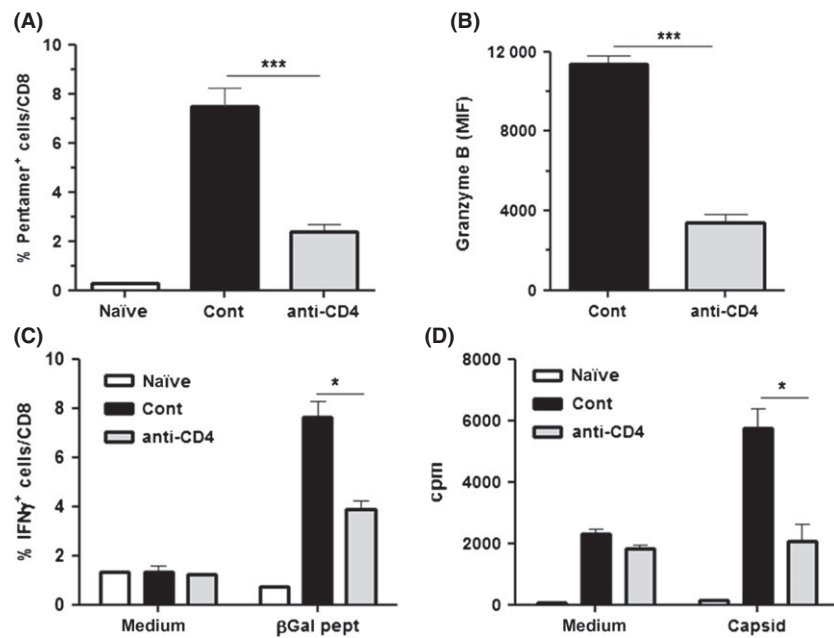 (A)
% Pentamer⁺ cells/CD8
10
8
6
4
2
0
***
Naïve Cont anti-CD4
(B)
Granzyme B (MIF)
12 000
12000
8000
4000
0
***
Cont anti-CD4
(C)
% IFNγ⁺ cells/CD8
10
8
6
4
2
0
Naïve
Cont
anti-CD4
*
Medium βGal pept
(D)
cpm
8000
6000
4000
2000
0
Naïve
Cont
anti-CD4
*
Medium Capsid